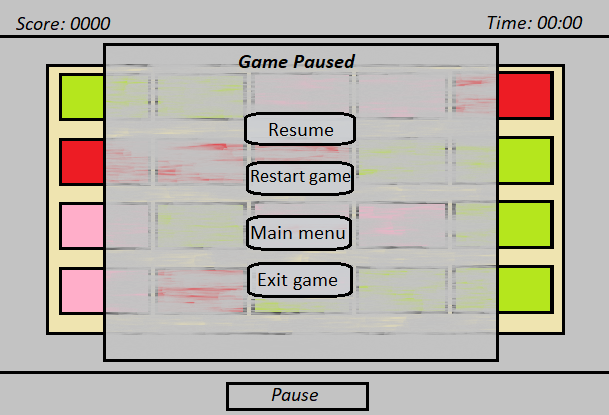 Score: 0000
Time: 00:00
Game Paused
Resume
Restart game
Main menu
Exit game
Pause